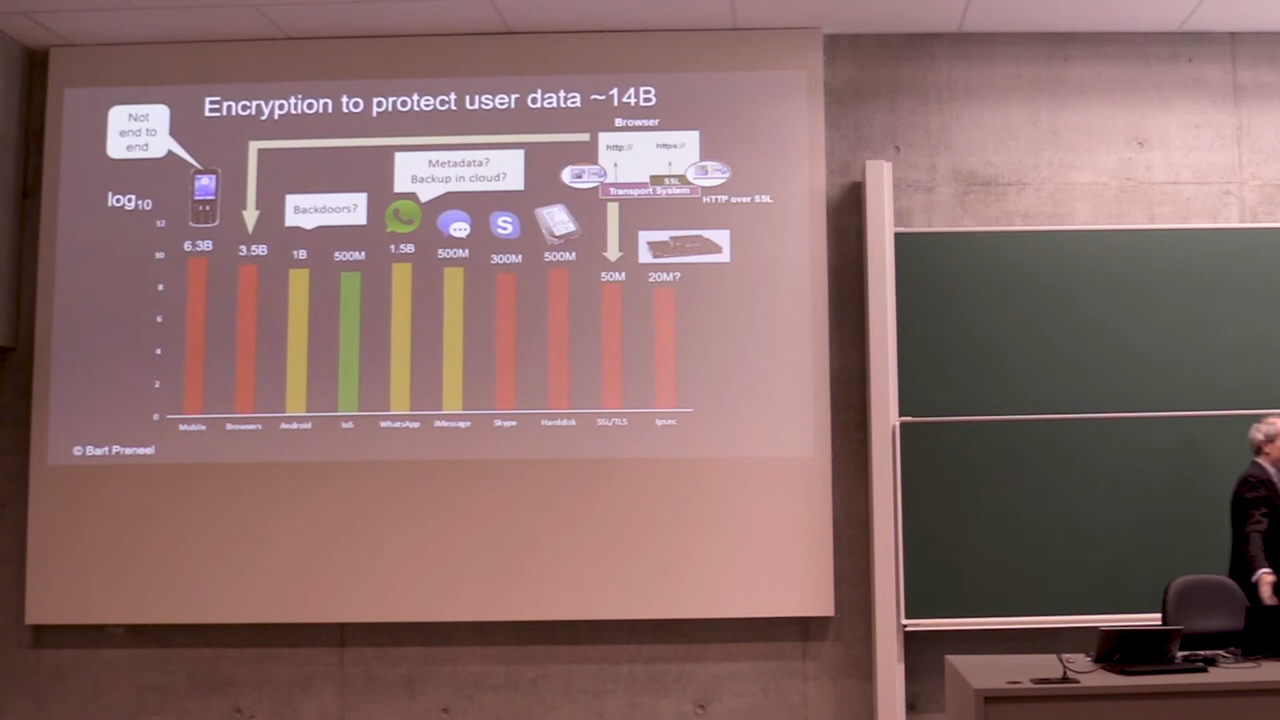 Encryption to protect user data ~14B
Not
end to
end
Browser
http://
https://
SSL
Transport System
HTTP over SSL
Metadata?
Backup in cloud?
Backdoors?
log10
12
10
8
6
4
2
0
6.3B
3.5B
1B
500M
1.5B
500M
300M
500M
50M
20M?
Mobile
Browsers
Android
IoS
WhatsApp
iMessage
Skype
Harddisk
SSL/TLS
Ipsec
© Bart Preneel